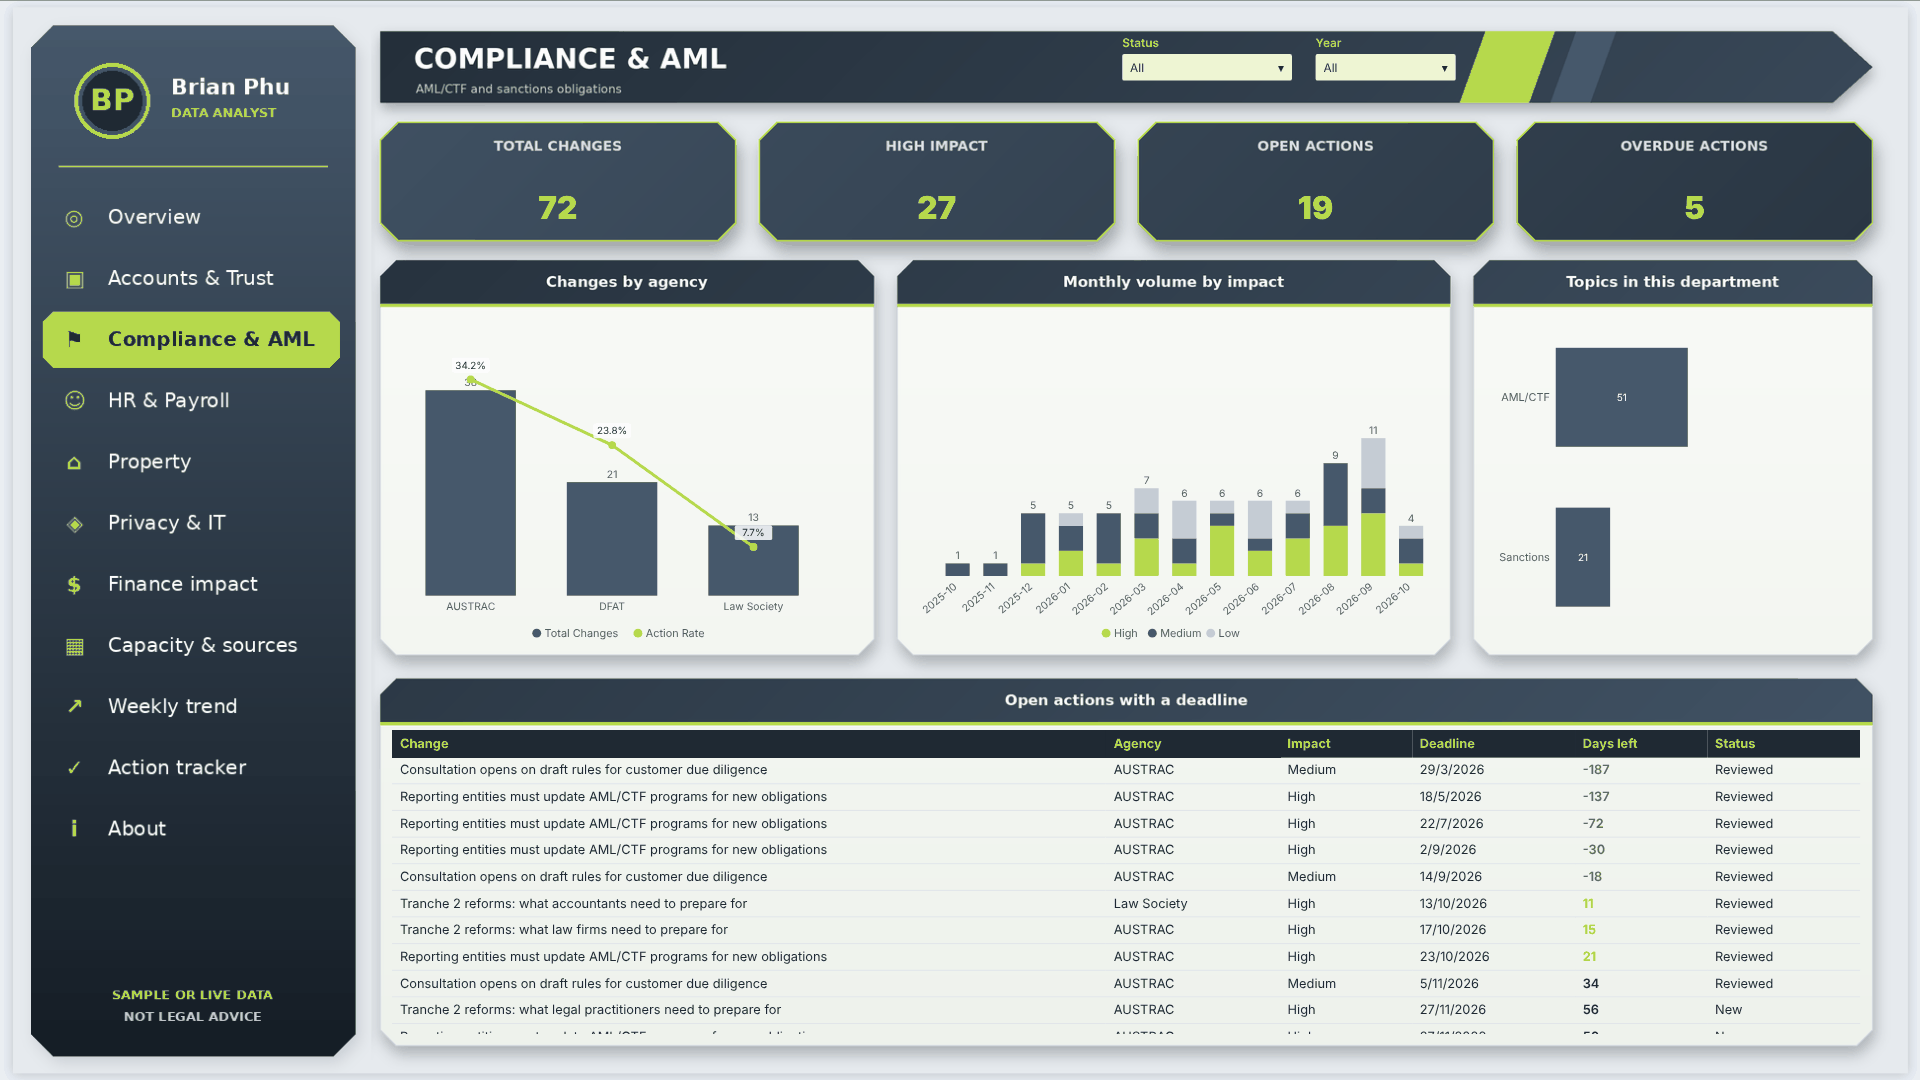 BP
Brian Phu
DATA ANALYST
Overview
Accounts & Trust
Compliance & AML
HR & Payroll
Property
Privacy & IT
Finance impact
Capacity & sources
Weekly trend
Action tracker
About
SAMPLE OR LIVE DATA
NOT LEGAL ADVICE
COMPLIANCE & AML
AML/CTF and sanctions obligations
Status
All
Year
All
TOTAL CHANGES
72
HIGH IMPACT
27
OPEN ACTIONS
19
OVERDUE ACTIONS
5
Changes by agency
34.2%
23.8%
21
13
7.7%
AUSTRAC DFAT Law Society
Total Changes Action Rate
Monthly volume by impact
1 1 5 5 5 7 6 6 6 6 9 11 4
2025-10 2025-11 2025-12 2026-01 2026-02 2026-03 2026-04 2026-05 2026-06 2026-07 2026-08 2026-09 2026-10
High Medium Low
Topics in this department
AML/CTF 51
Sanctions 21
Open actions with a deadline
Change Agency Impact Deadline Days left Status
Consultation opens on draft rules for customer due diligence AUSTRAC Medium 29/3/2026 -187 Reviewed
Reporting entities must update AML/CTF programs for new obligations AUSTRAC High 18/5/2026 -137 Reviewed
Reporting entities must update AML/CTF programs for new obligations AUSTRAC High 22/7/2026 -72 Reviewed
Reporting entities must update AML/CTF programs for new obligations AUSTRAC High 2/9/2026 -30 Reviewed
Consultation opens on draft rules for customer due diligence AUSTRAC Medium 14/9/2026 -18 Reviewed
Tranche 2 reforms: what accountants need to prepare for Law Society High 13/10/2026 11 Reviewed
Tranche 2 reforms: what law firms need to prepare for AUSTRAC High 17/10/2026 15 Reviewed
Reporting entities must update AML/CTF programs for new obligations AUSTRAC High 23/10/2026 21 Reviewed
Consultation opens on draft rules for customer due diligence AUSTRAC Medium 5/11/2026 34 Reviewed
Tranche 2 reforms: what legal practitioners need to prepare for AUSTRAC High 27/11/2026 56 New